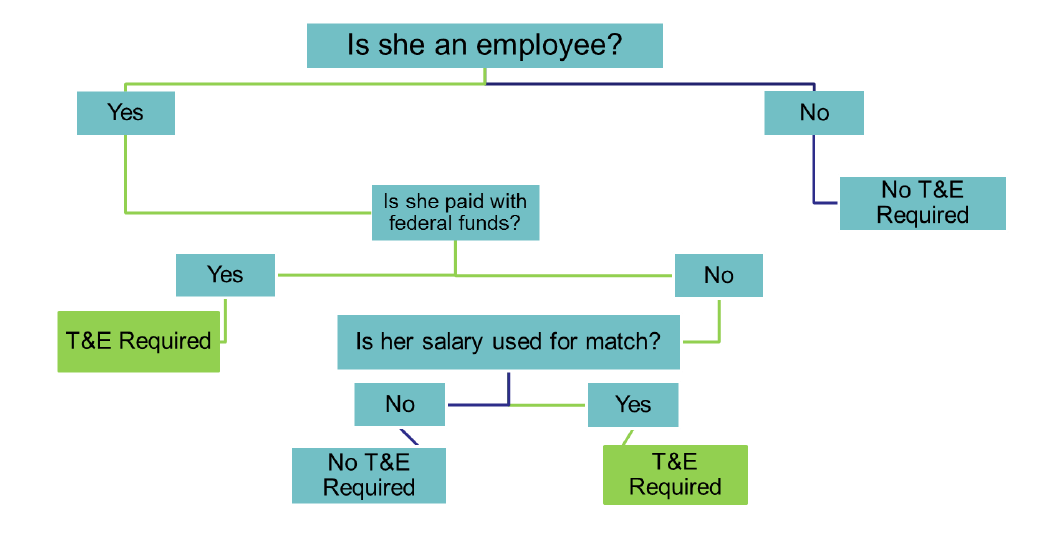 Is she an employee?
Yes
No
Is she paid with
federal funds?
No T&E
Required
Yes
No
T&E Required
Is her salary used for match?
No
Yes
No T&E
Required
T&E
Required